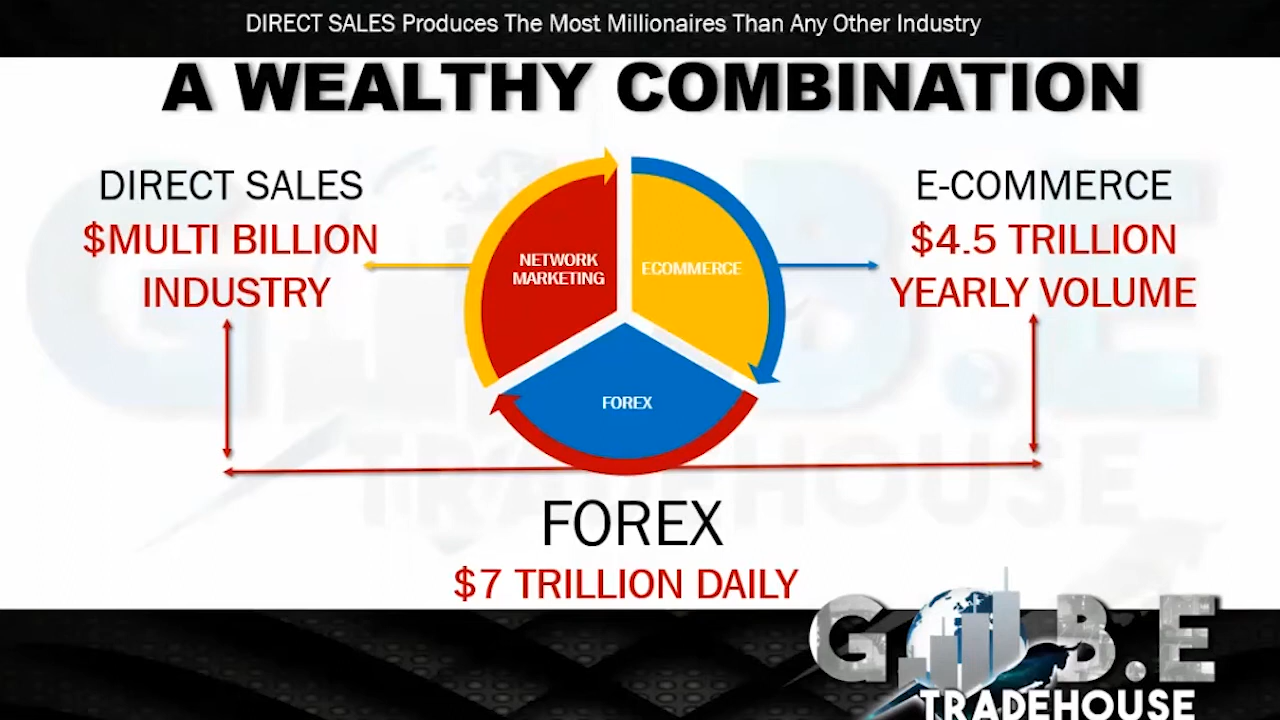 DIRECT SALES Produces The Most Millionaires Than Any Other Industry
A WEALTHY COMBINATION
DIRECT SALES
$MULTI BILLION
INDUSTRY
NETWORK
MARKETING
ECOMMERCE
FOREX
E-COMMERCE
$4.5 TRILLION
YEARLY VOLUME
FOREX
$7 TRILLION DAILY
G.O.B.E
TRADEHOUSE